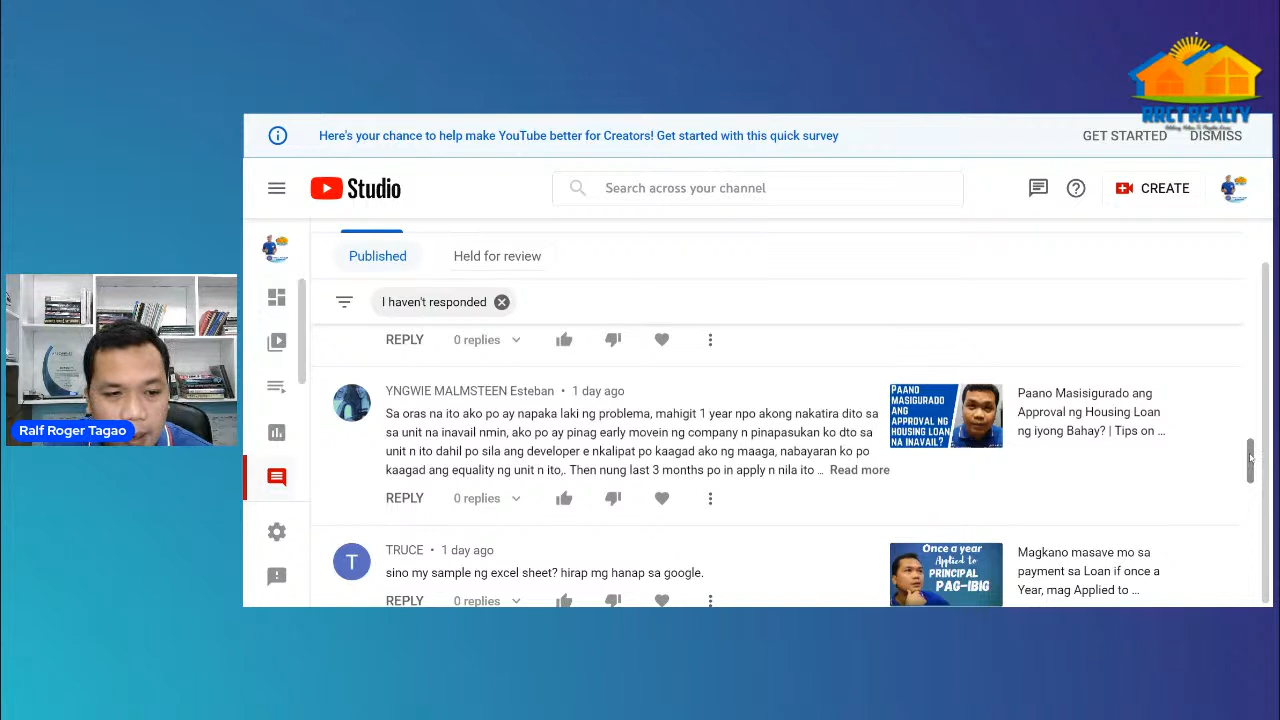 RRCT REALTY
Here's your chance to help make YouTube better for Creators! Get started with this quick survey
GET STARTED
DISMISS
Studio
Search across your channel
CREATE
Published
Held for review
I haven't responded
REPLY
0 replies
YNGWIE MALMSTEEN Esteban • 1 day ago
Sa oras na ito ako po ay napaka laki ng problema, mahigit 1 year npo akong nakatira dito sa
sa unit na inavail nmin, ako po ay pinag early movein ng company n pinapasukan ko dto sa
unit n ito dahil po sila ang developer e nkalipat po kaagad ako ng maaga, nabayaran ko po
kaagad ang equality ng unit n ito,. Then nung last 3 months po in apply n nila ito ... Read more
PAANO
MASIGURADO
ANG
APPROVAL NG
HOUSING LOAN
NA INAVAIL?
Paano Masisigurado ang
Approval ng Housing Loan
ng iyong Bahay? | Tips on ...
REPLY
0 replies
T
TRUCE • 1 day ago
sino my sample ng excel sheet? hirap mg hanap sa google.
Once a year
Applied to
PRINCIPAL
PAG-IBIG
Magkano masave mo sa
payment sa Loan if once a
Year, mag Applied to ...
REPLY
0 replies
Ralf Roger Tagao